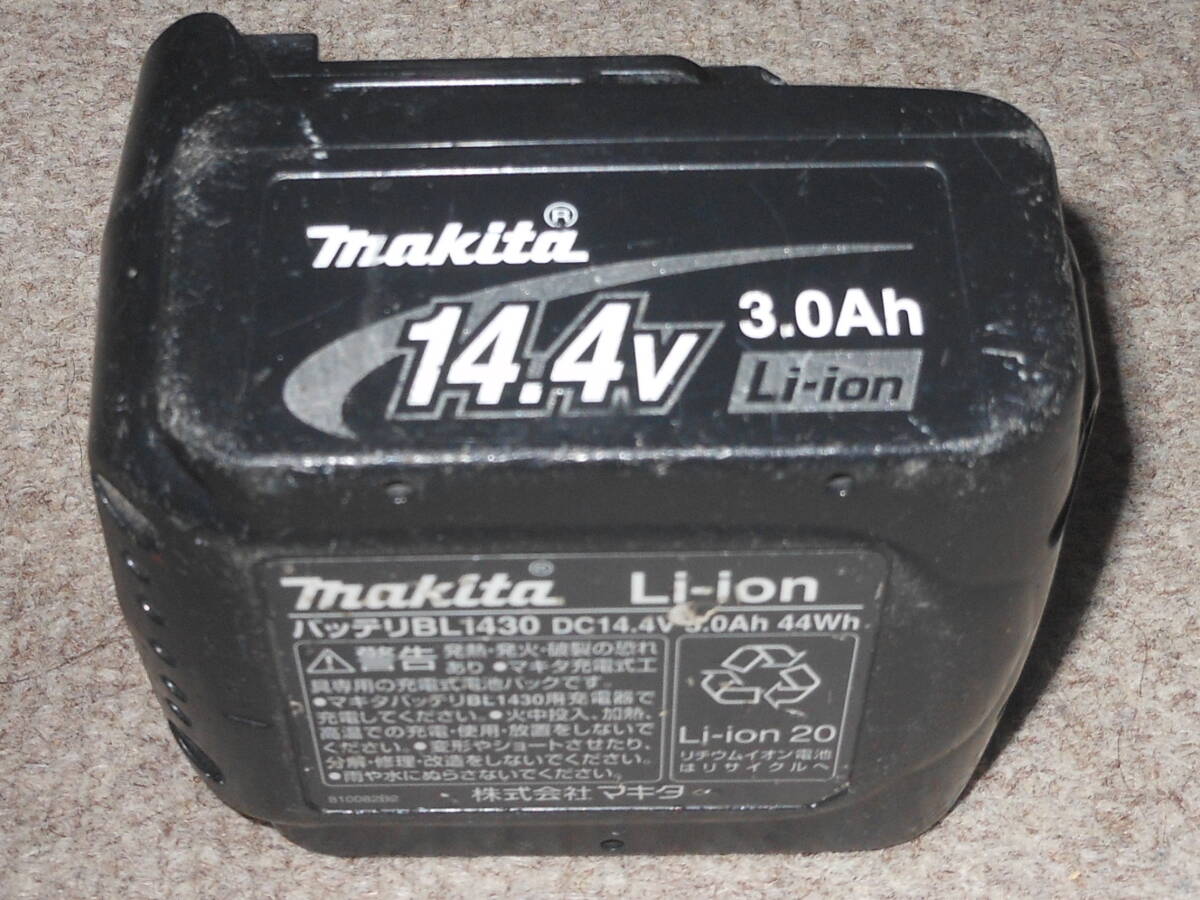 makita®
14.4V
3.0Ah
Li-ion
makita® Li-ion
バッテリBL1430 DC14.4V 3.0Ah 44Wh
⚠警告 発熱・発火・破裂の恐れ
あり ●マキタ充電式工
具専用の充電式電池パックです。
●マキタバッテリBL1430用充電器で
充電してください。●火中投入、加熱、
高温での充電・使用・放置をしないで
ください。●変形やショートさせたり、
分解・修理・改造をしないでください。
●雨や水にぬらさないでください。
Li-ion 20
リチウムイオン電池
はリサイクルへ
810082B2
株式会社マキタ